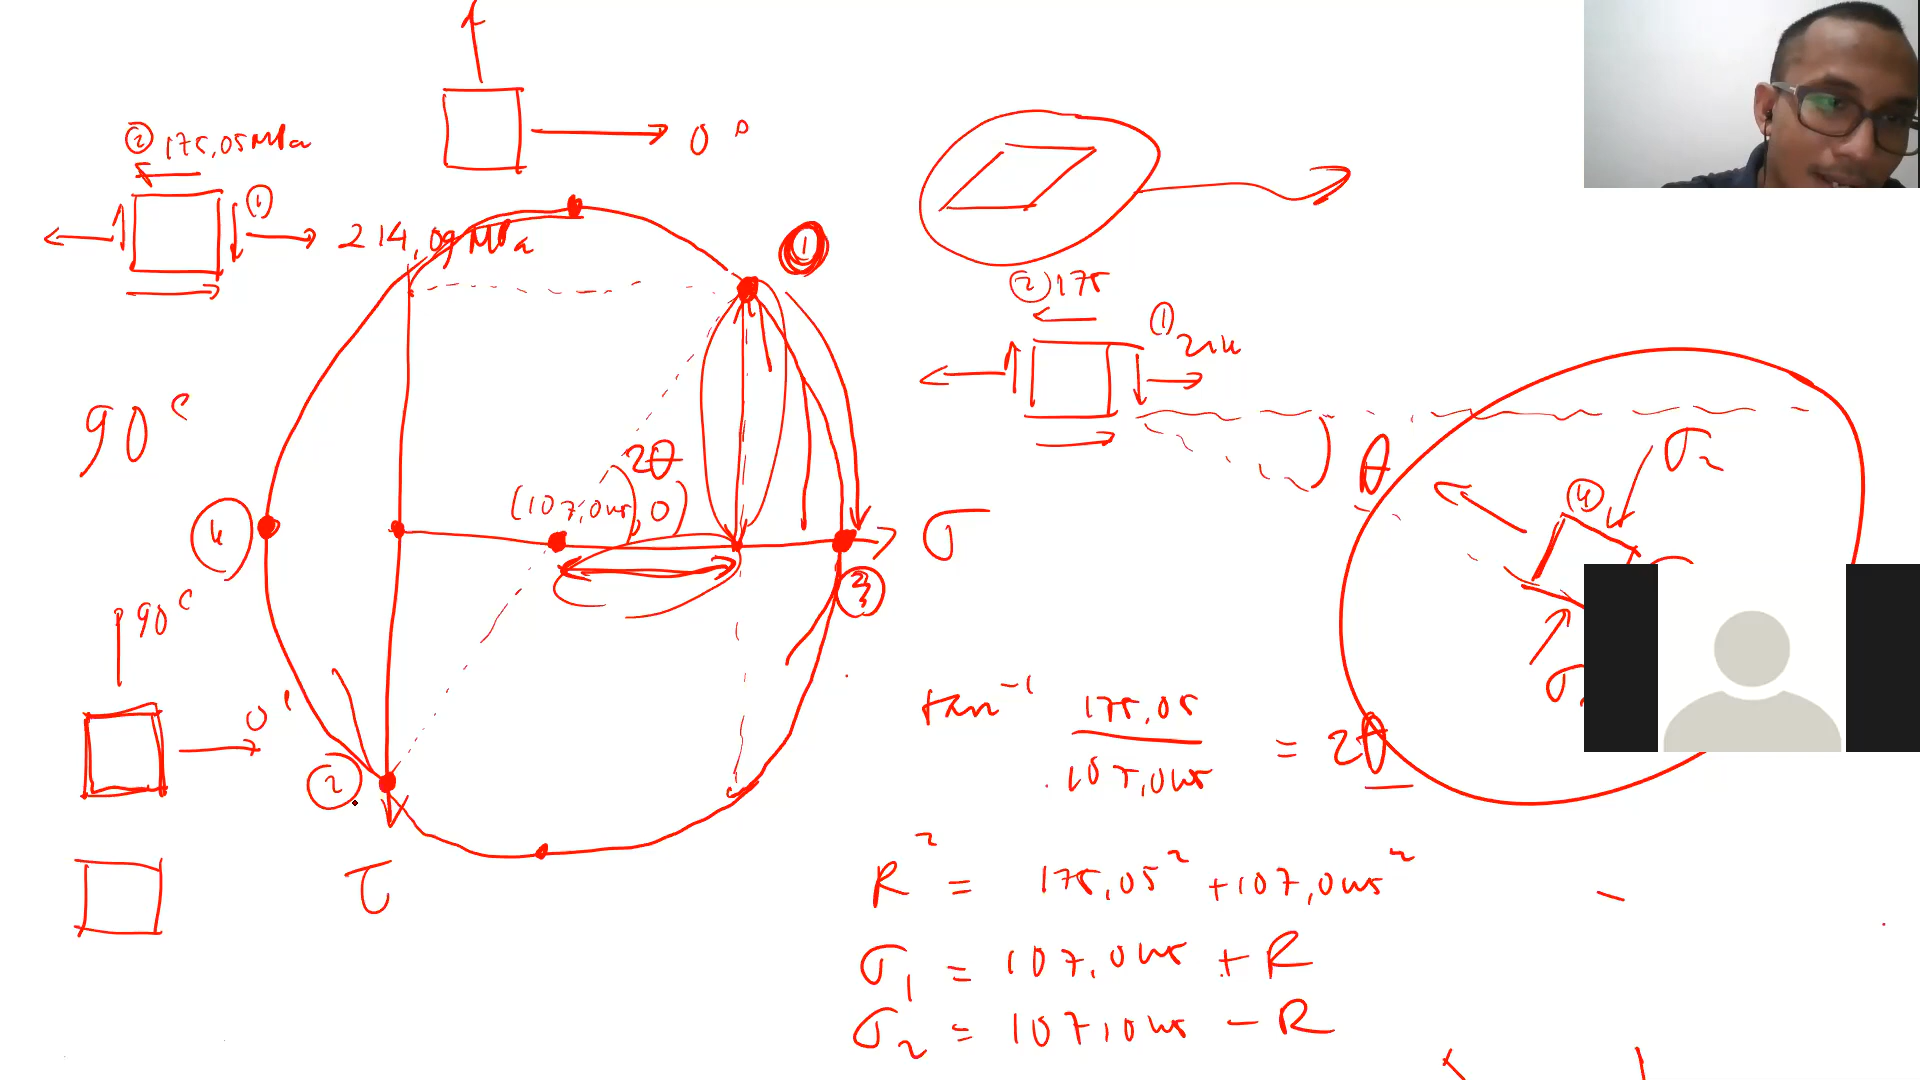 0°
② 175,05 MPa
①
214,09 MPa
①
② 175
①
214
90°
2θ
(107,045, 0)
σ
θ
σ₂
④
④
③
90°
0°
②
τ
tan⁻¹ 175,05 / 107,045 = 2θ
R² = 175,05² + 107,045²
σ₁ = 107,045 + R
σ₂ = 107,045 - R